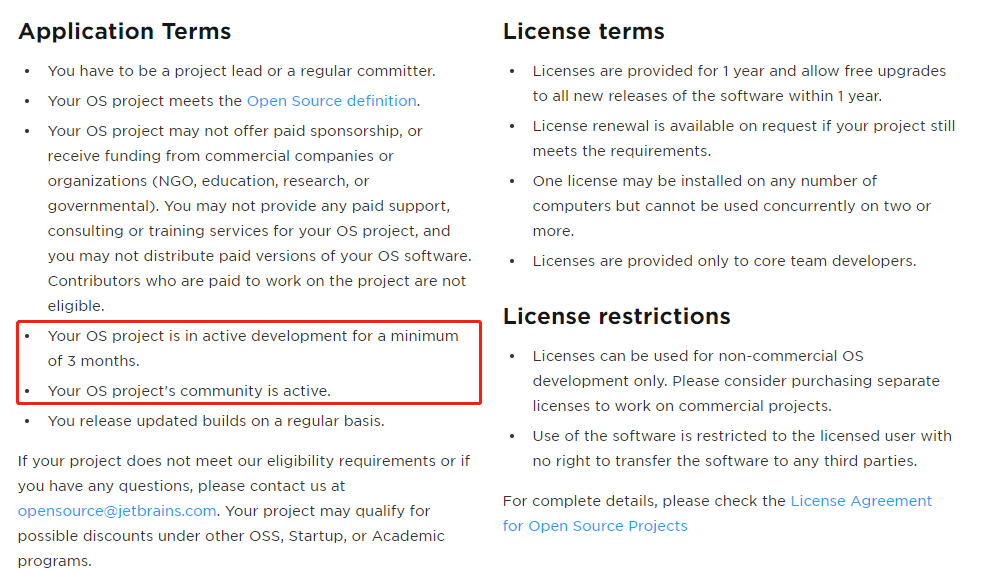 Application Terms
• You have to be a project lead or a regular committer.
• Your OS project meets the Open Source definition.
• Your OS project may not offer paid sponsorship, or
receive funding from commercial companies or
organizations (NGO, education, research, or
governmental). You may not provide any paid support,
consulting or training services for your OS project, and
you may not distribute paid versions of your OS software.
Contributors who are paid to work on the project are not
eligible.
• Your OS project is in active development for a minimum
of 3 months.
• Your OS project's community is active.
• You release updated builds on a regular basis.
If your project does not meet our eligibility requirements or if
you have any questions, please contact us at
opensource@jetbrains.com. Your project may qualify for
possible discounts under other OSS, Startup, or Academic
programs.
License terms
• Licenses are provided for 1 year and allow free upgrades
to all new releases of the software within 1 year.
• License renewal is available on request if your project still
meets the requirements.
• One license may be installed on any number of
computers but cannot be used concurrently on two or
more.
• Licenses are provided only to core team developers.
License restrictions
• Licenses can be used for non-commercial OS
development only. Please consider purchasing separate
licenses to work on commercial projects.
• Use of the software is restricted to the licensed user with
no right to transfer the software to any third parties.
For complete details, please check the License Agreement
for Open Source Projects